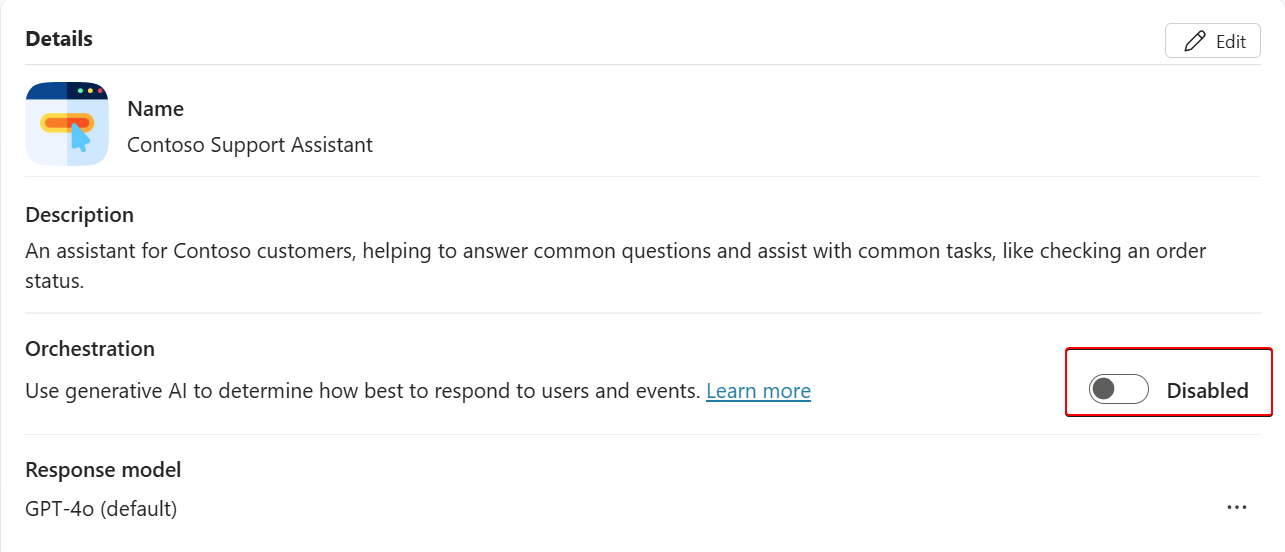 Details
Edit
Name
Contoso Support Assistant
Description
An assistant for Contoso customers, helping to answer common questions and assist with common tasks, like checking an order
status.
Orchestration
Use generative AI to determine how best to respond to users and events. Learn more
Disabled
Response model
GPT-4o (default)